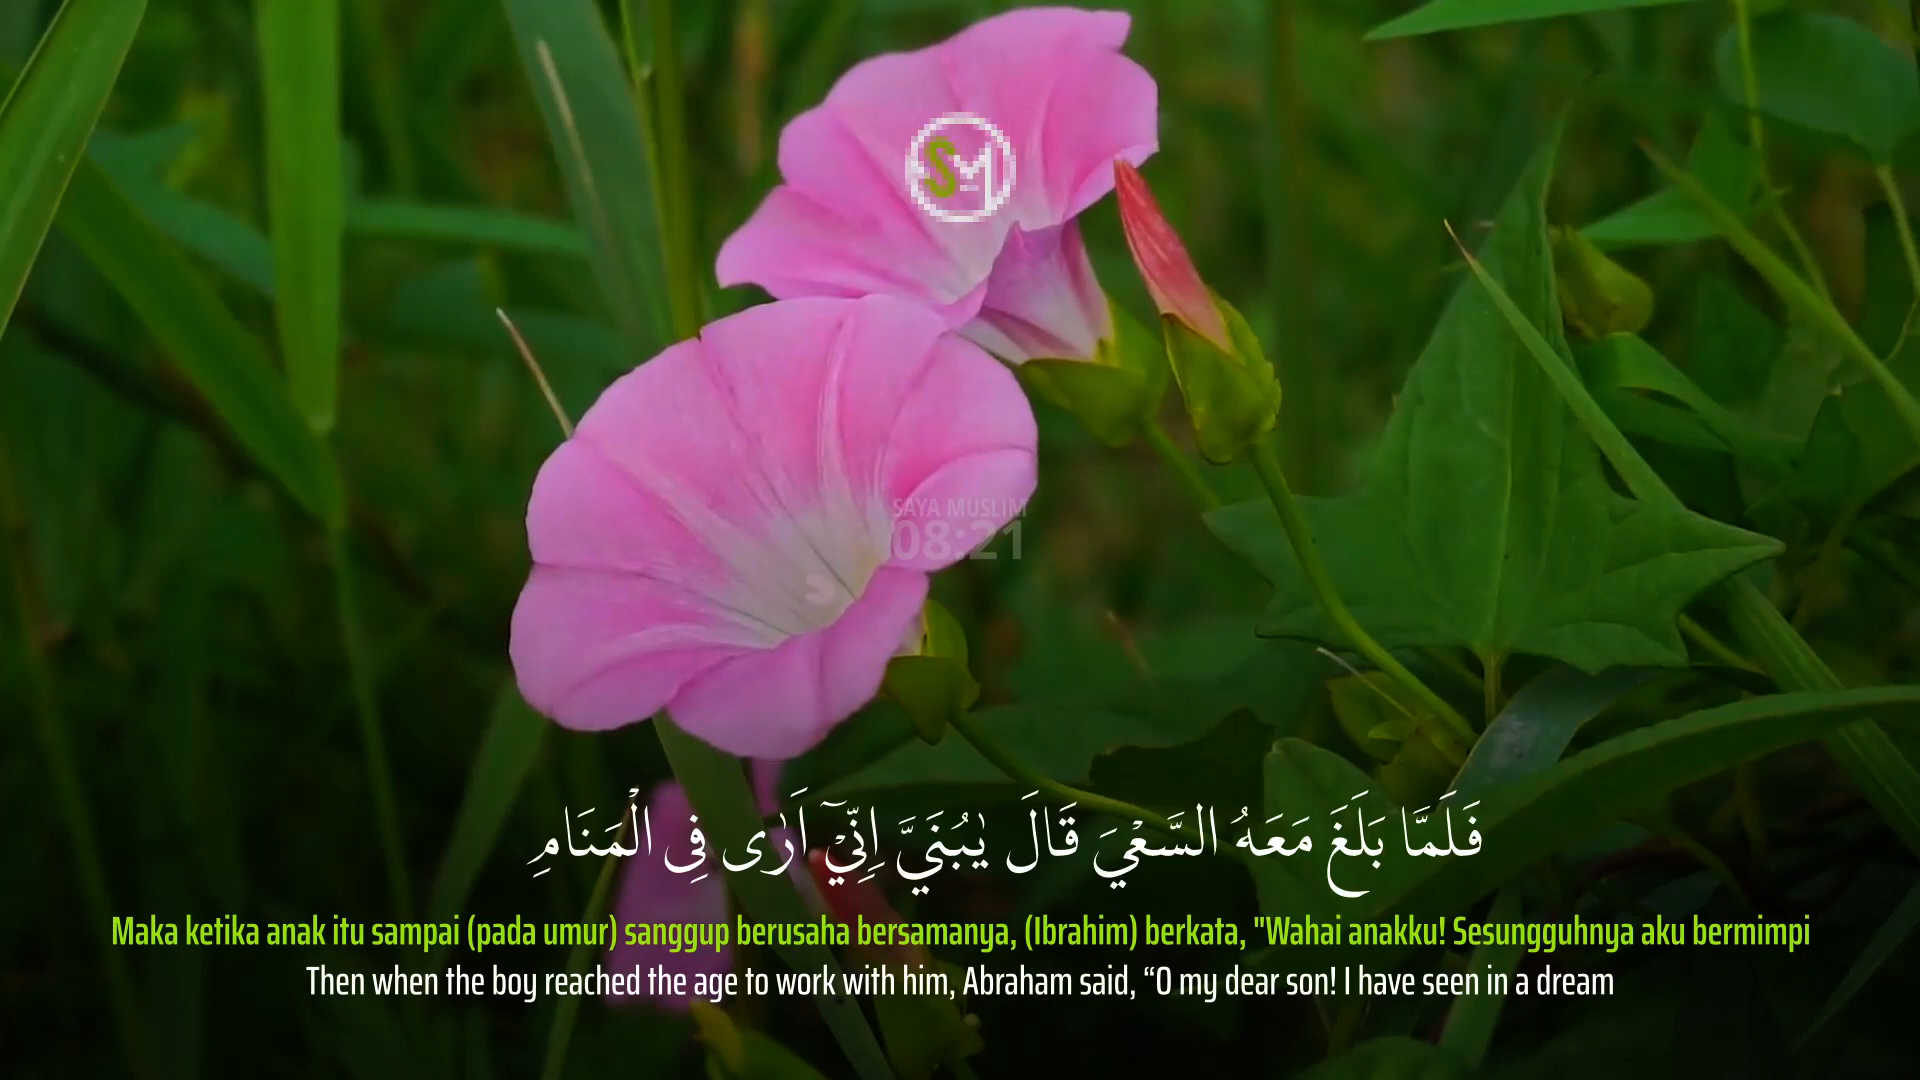 SM
SAYA MUSLIM
08:21
فَلَمَّا بَلَغَ مَعَهُ السَّعْيَ قَالَ يٰبُنَيَّ اِنِّيْٓ اَرٰى فِى الْمَنَامِ
Maka ketika anak itu sampai (pada umur) sanggup berusaha bersamanya, (Ibrahim) berkata, "Wahai anakku! Sesungguhnya aku bermimpi
Then when the boy reached the age to work with him, Abraham said, “O my dear son! I have seen in a dream